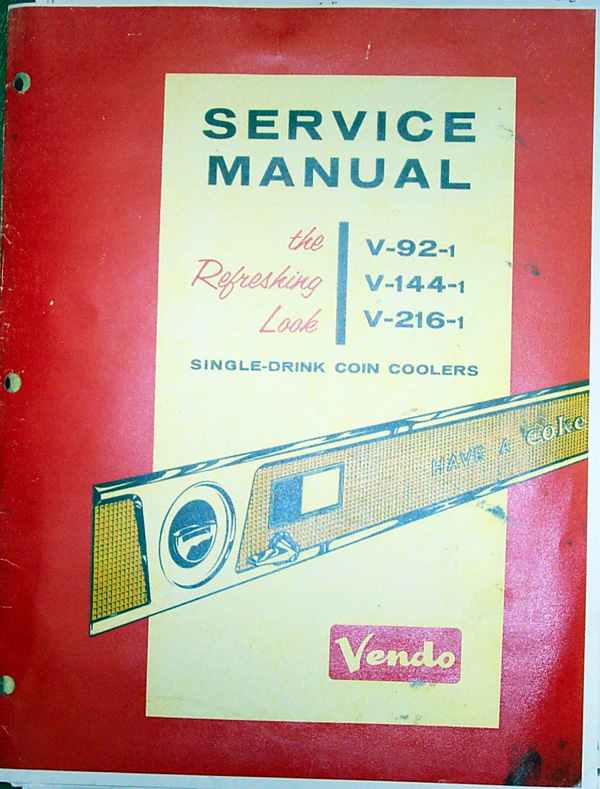 SERVICE
MANUAL
the
Refreshing
Look
V-92-1
V-144-1
V-216-1
SINGLE-DRINK COIN COOLERS
HAVE A Coke
Vendo